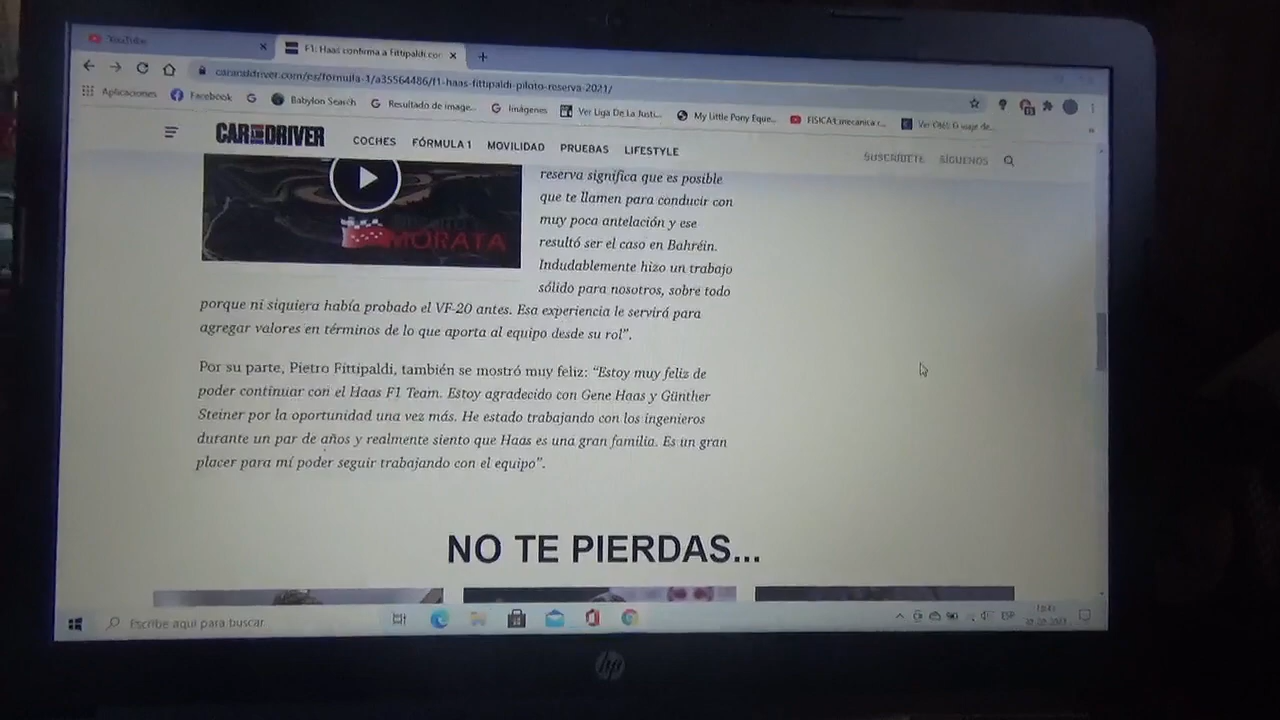 YouTube
F1: Haas confirma a Fittipaldi co
caranddriver.com/es/formula-1/a35564486/f1-haas-fittipaldi-piloto-reserva-2021/
Aplicaciones Facebook Babylon Search Resultado de image... Imágenes Ver Liga De La Justi... My Little Pony Eque... FISICA1 mecanica r...
CAR AND DRIVER COCHES FÓRMULA 1 MOVILIDAD PRUEBAS LIFESTYLE SUSCRÍBETE SÍGUENOS
MORATA
reserva significa que es posible
que te llamen para conducir con
muy poca antelación y ese
resultó ser el caso en Bahréin.
Indudablemente hizo un trabajo
sólido para nosotros, sobre todo
porque ni siquiera había probado el VF-20 antes. Esa experiencia le servirá para
agregar valores en términos de lo que aporta al equipo desde su rol”.
Por su parte, Pietro Fittipaldi, también se mostró muy feliz: “Estoy muy feliz de
poder continuar con el Haas F1 Team. Estoy agradecido con Gene Haas y Günther
Steiner por la oportunidad una vez más. He estado trabajando con los ingenieros
durante un par de años y realmente siento que Haas es una gran familia. Es un gran
placer para mí poder seguir trabajando con el equipo”.
NO TE PIERDAS...
Escribe aquí para buscar
ESP
hp